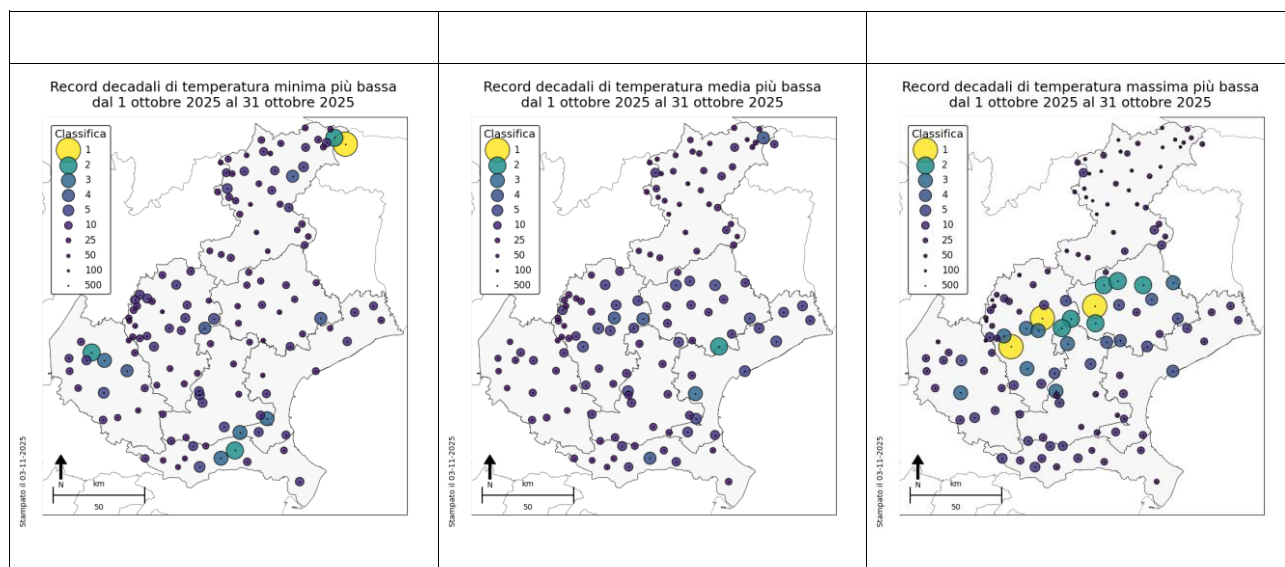 Record decadali di temperatura minima più bassa
dal 1 ottobre 2025 al 31 ottobre 2025
Classifica
1
2
3
4
5
10
25
50
100
500
N
km
50
Stampato il 03-11-2025
Record decadali di temperatura media più bassa
dal 1 ottobre 2025 al 31 ottobre 2025
Classifica
1
2
3
4
5
10
25
50
100
500
N
km
50
Stampato il 03-11-2025
Record decadali di temperatura massima più bassa
dal 1 ottobre 2025 al 31 ottobre 2025
Classifica
1
2
3
4
5
10
25
50
100
500
N
km
50
Stampato il 03-11-2025